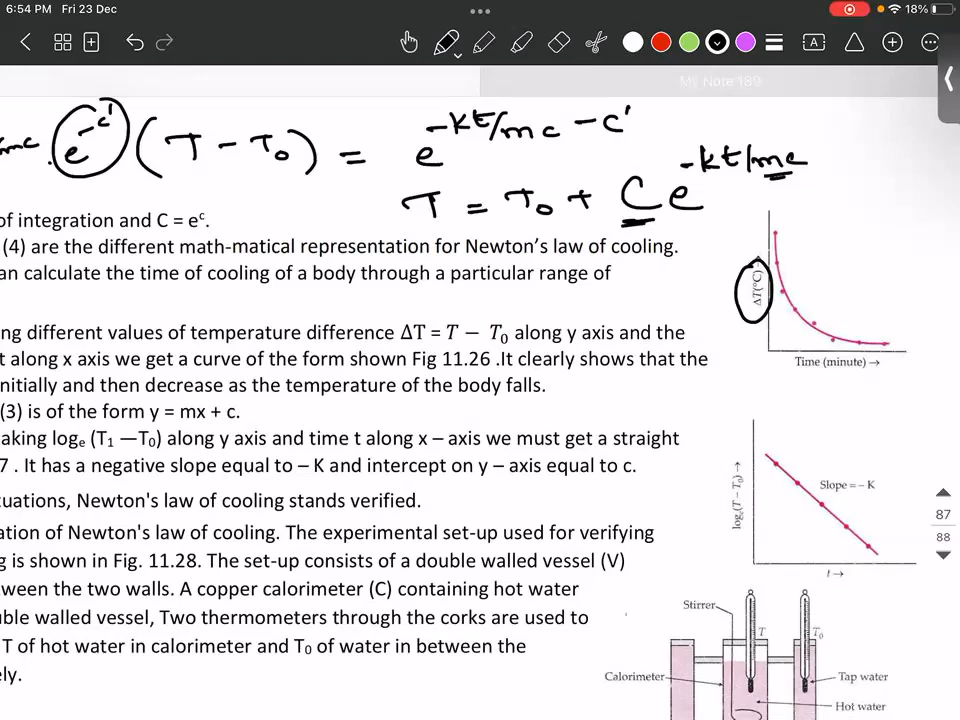 6:54 PM Fri 23 Dec
18%
My Note 189
e^-c' (T - T₀) = e^-kt/mc - c'
T = T₀ + C e^-kt/mc
of integration and C = eᶜ.
(4) are the different math-matical representation for Newton's law of cooling.
an calculate the time of cooling of a body through a particular range of
ΔT(°C) →
ng different values of temperature difference ΔT = T − T₀ along y axis and the
Time (minute) →
t along x axis we get a curve of the form shown Fig 11.26 .It clearly shows that the
nitially and then decrease as the temperature of the body falls.
(3) is of the form y = mx + c.
aking logₑ (T₁ —T₀) along y axis and time t along x – axis we must get a straight
7 . It has a negative slope equal to – K and intercept on y – axis equal to c.
logₑ(T − T₀) →
Slope = – K
87
88
t →
tuations, Newton's law of cooling stands verified.
ation of Newton's law of cooling. The experimental set-up used for verifying
g is shown in Fig. 11.28. The set-up consists of a double walled vessel (V)
etween the two walls. A copper calorimeter (C) containing hot water
uble walled vessel, Two thermometers through the corks are used to
T of hot water in calorimeter and T₀ of water in between the
ely.
Stirrer
T
T₀
Calorimeter
Tap water
Hot water